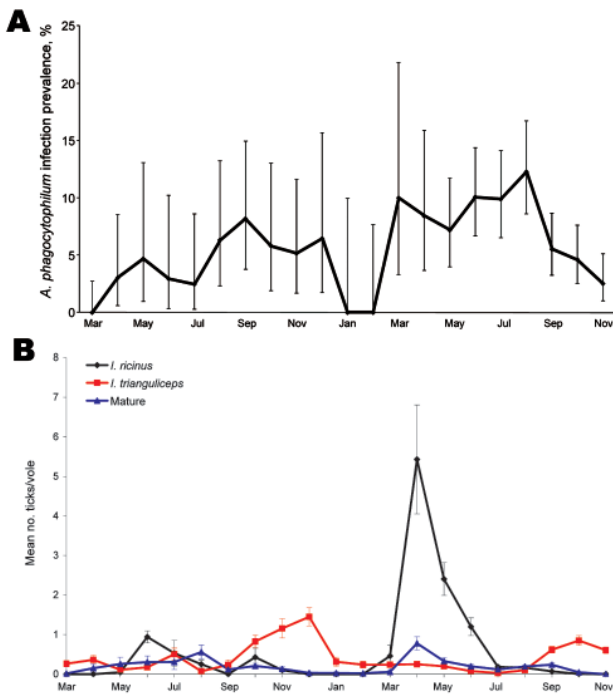 A
A. phagocytophilum infection prevalence, %
25
20
15
10
5
0
Mar May Jul Sep Nov Jan Mar May Jul Sep Nov
B
Mean no. ticks/vole
8
7
6
5
4
3
2
1
0
I. ricinus
I. trianguliceps
Mature
Mar May Jul Sep Nov Jan Mar May Jul Sep Nov